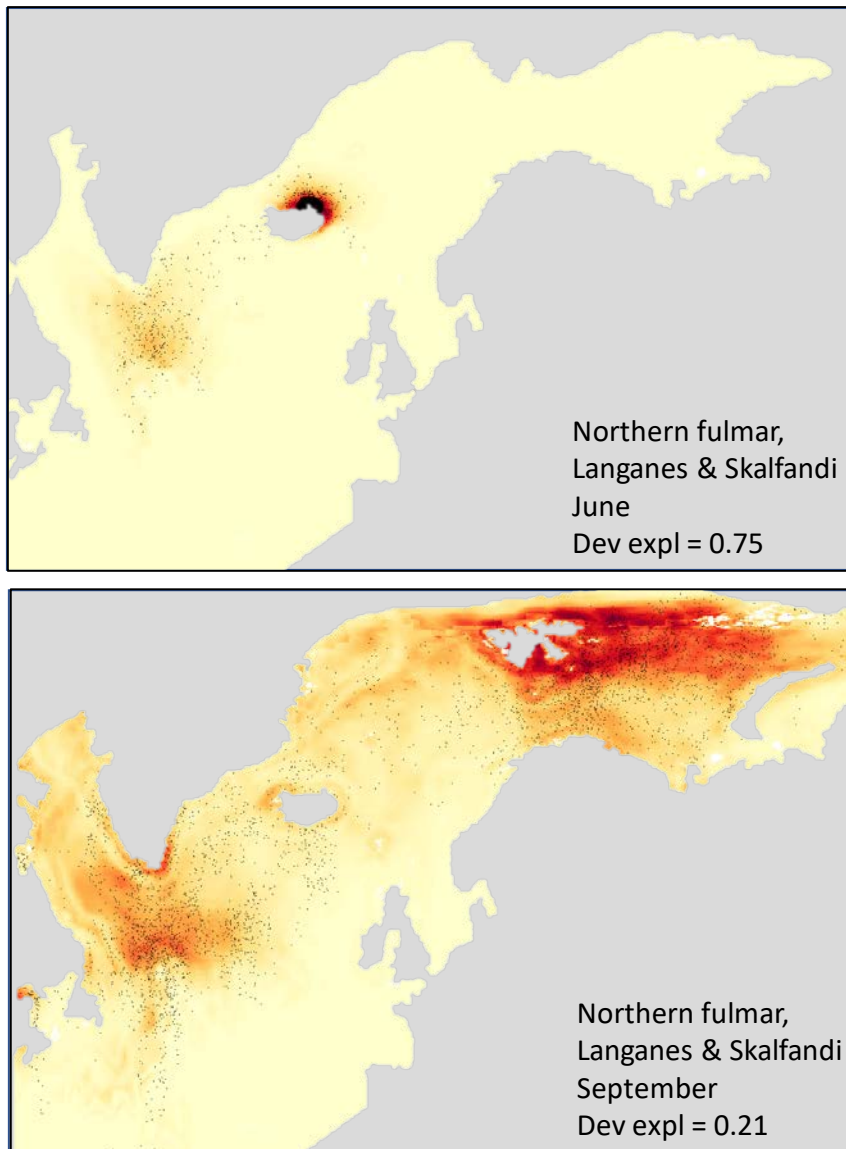 Northern fulmar,
Langanes & Skalfandi
June
Dev expl = 0.75
Northern fulmar,
Langanes & Skalfandi
September
Dev expl = 0.21